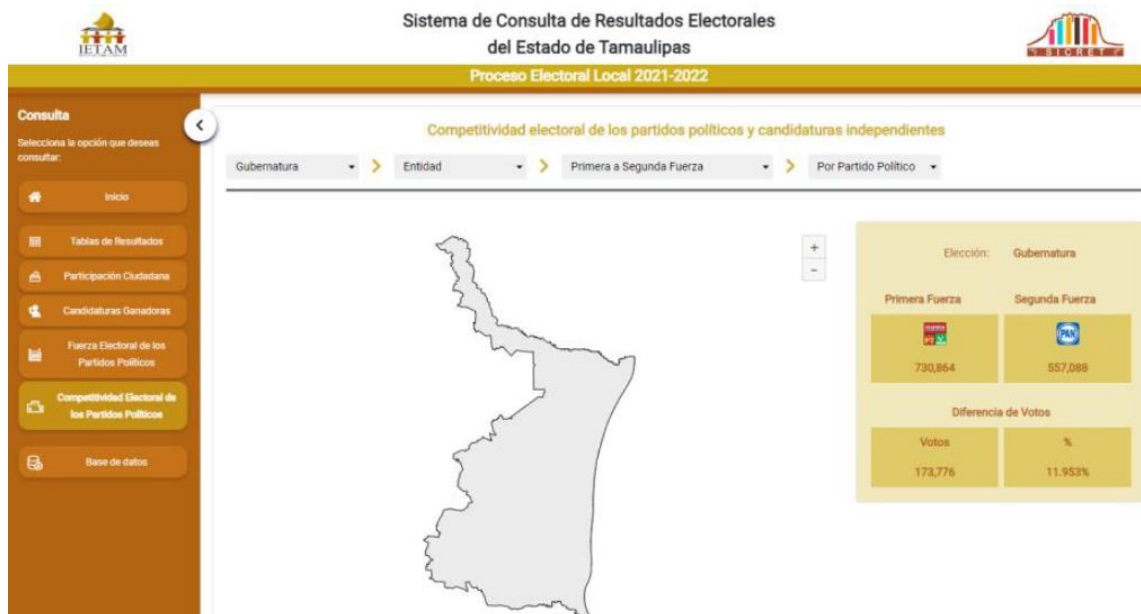 IETAM
Sistema de Consulta de Resultados Electorales
del Estado de Tamaulipas
SICRET
Proceso Electoral Local 2021-2022
Consulta
Selecciona la opción que deseas
consultar:
Inicio
Tablas de Resultados
Participación Ciudadana
Candidaturas Ganadoras
Fuerza Electoral de los
Partidos Políticos
Competitividad Electoral de
los Partidos Políticos
Base de datos
Competitividad electoral de los partidos políticos y candidaturas independientes
Gubernatura
Entidad
Primera a Segunda Fuerza
Por Partido Político
+
-
Elección: Gubernatura
Primera Fuerza Segunda Fuerza
morena
PT
PAN
730,864 557,088
Diferencia de Votos
Votos %
173,776 11.953%